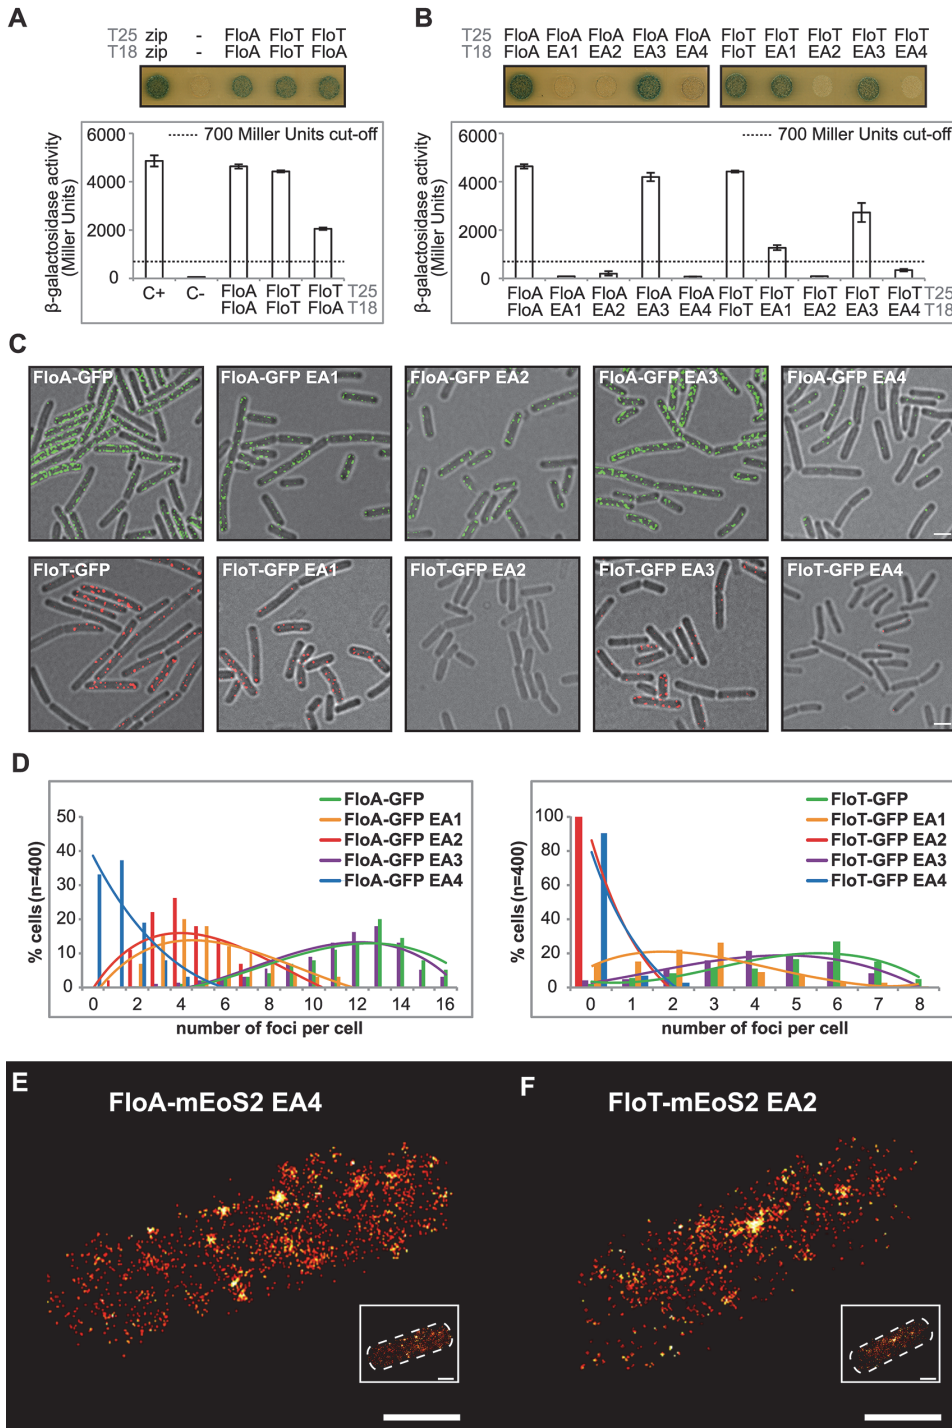 A
T25 zip - FloA FloT FloT
T18 zip - FloA FloT FloA
6000
4000
2000
0
β-galactosidase activity
(Miller Units)
700 Miller Units cut-off
C+ C- FloA FloT FloT T25
FloA FloT FloA T18
B
T25 FloA FloA FloA FloA FloA FloT FloT FloT FloT FloT
T18 FloA EA1 EA2 EA3 EA4 FloT EA1 EA2 EA3 EA4
6000
4000
2000
0
β-galactosidase activity
(Miller Units)
700 Miller Units cut-off
FloA FloA FloA FloA FloA FloT FloT FloT FloT FloT T25
FloA EA1 EA2 EA3 EA4 FloT EA1 EA2 EA3 EA4 T18
C
FloA-GFP
FloA-GFP EA1
FloA-GFP EA2
FloA-GFP EA3
FloA-GFP EA4
FloT-GFP
FloT-GFP EA1
FloT-GFP EA2
FloT-GFP EA3
FloT-GFP EA4
D
50
40
30
20
10
0
% cells (n=400)
FloA-GFP
FloA-GFP EA1
FloA-GFP EA2
FloA-GFP EA3
FloA-GFP EA4
0 2 4 6 8 10 12 14 16
number of foci per cell
100
80
60
40
20
0
% cells (n=400)
FloT-GFP
FloT-GFP EA1
FloT-GFP EA2
FloT-GFP EA3
FloT-GFP EA4
0 1 2 3 4 5 6 7 8
number of foci per cell
E
FloA-mEoS2 EA4
F
FloT-mEoS2 EA2